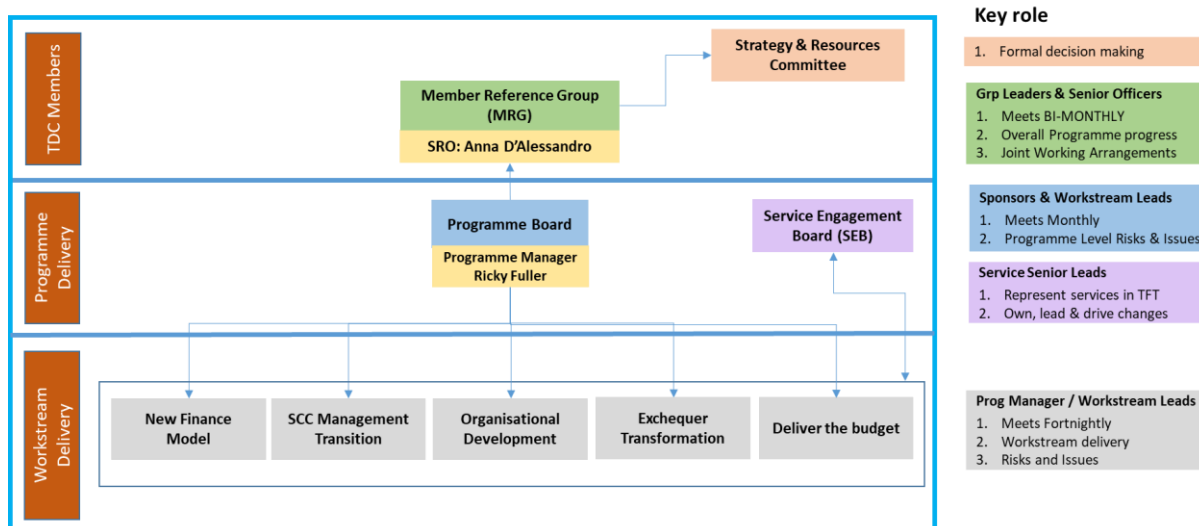 TDC Members
Strategy & Resources
Committee
Member Reference Group
(MRG)
SRO: Anna D'Alessandro
Programme
Delivery
Programme Board
Programme Manager
Ricky Fuller
Service Engagement
Board (SEB)
Workstream
Delivery
New Finance
Model
SCC Management
Transition
Organisational
Development
Exchequer
Transformation
Deliver the budget
Key role
1. Formal decision making
Grp Leaders & Senior Officers
1. Meets BI-MONTHLY
2. Overall Programme progress
3. Joint Working Arrangements
Sponsors & Workstream Leads
1. Meets Monthly
2. Programme Level Risks & Issues
Service Senior Leads
1. Represent services in TFT
2. Own, lead & drive changes
Prog Manager / Workstream Leads
1. Meets Fortnightly
2. Workstream delivery
3. Risks and Issues